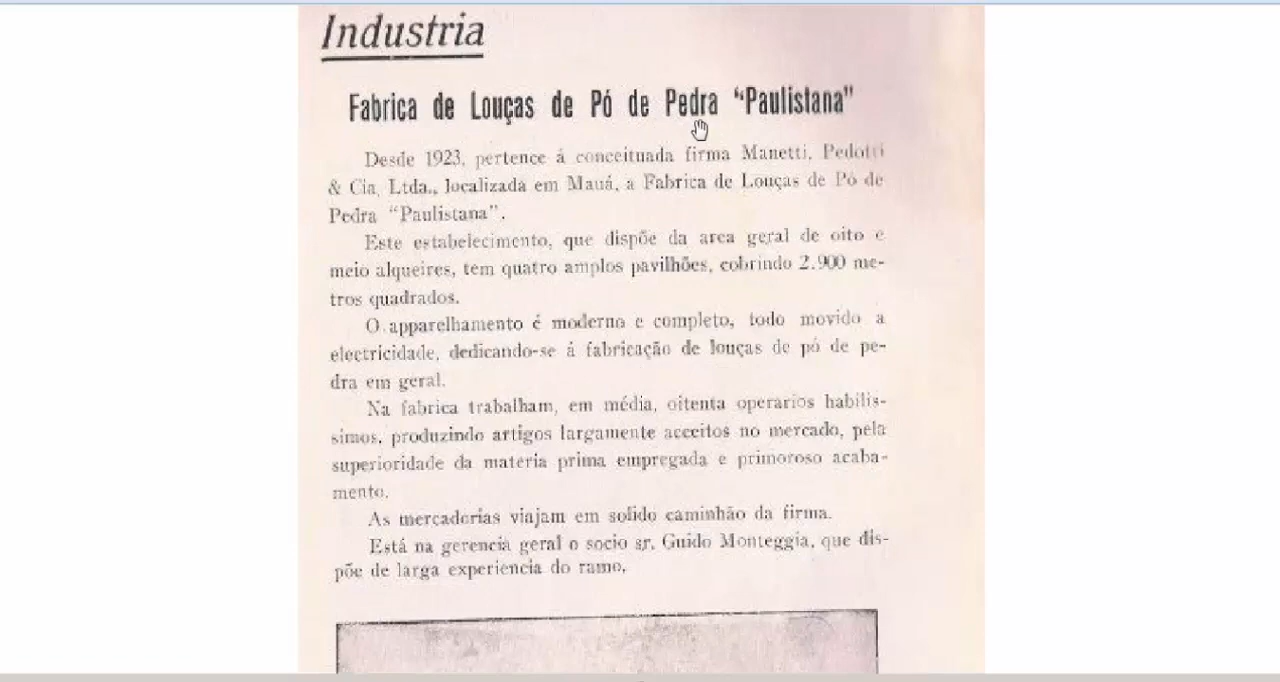 Industria
Fabrica de Louças de Pó de Pedra “Paulistana”
Desde 1923, pertence á conceituada firma Manetti, Pedotti
& Cia. Ltda., localizada em Mauá, a Fabrica de Louças de Pó de
Pedra “Paulistana”.
Este estabelecimento, que dispõe da area geral de oito e
meio alqueires, tem quatro amplos pavilhões, cobrindo 2.900 me-
tros quadrados.
O apparelhamento é moderno e completo, todo movido a
electricidade, dedicando-se á fabricação de louças de pó de pe-
dra em geral.
Na fabrica trabalham, em média, oitenta operarios habilis-
simos, produzindo artigos largamente acceitos no mercado, pela
superioridade da materia prima empregada e primoroso acaba-
mento.
As mercadorias viajam em solido caminhão da firma.
Está na gerencia geral o socio sr. Guido Monteggia, que dis-
põe de larga experiencia do ramo.